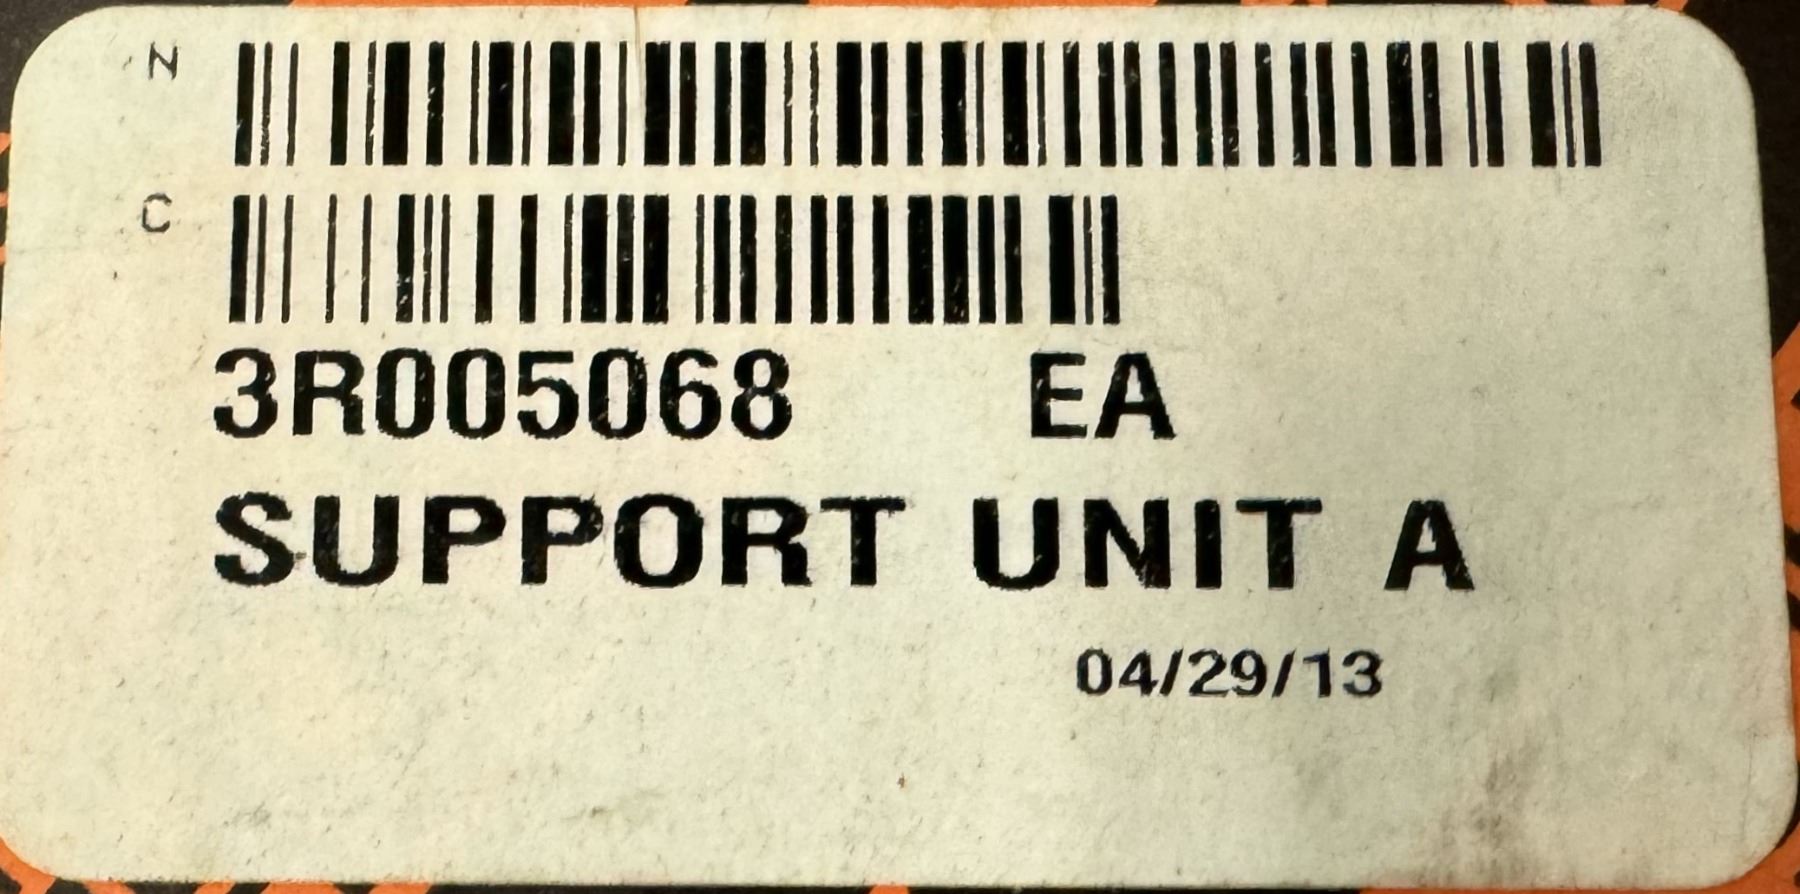 N
C
3R005068 EA
SUPPORT UNIT A
04/29/13